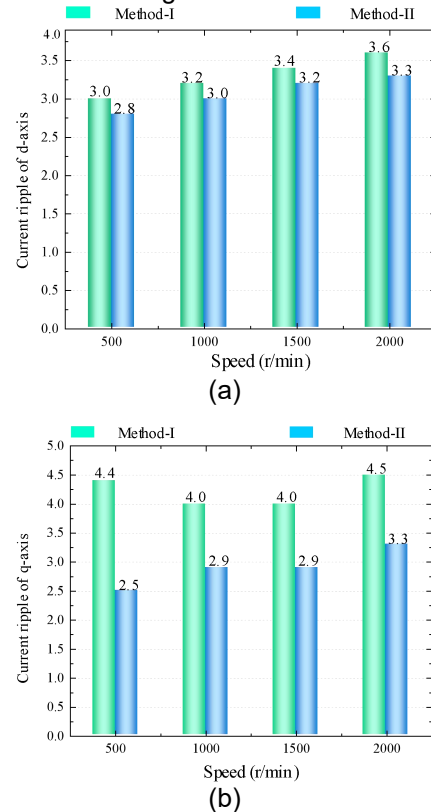 Method-I Method-II
4.0
3.5
3.0
2.5
2.0
1.5
1.0
0.5
0.0
Current ripple of d-axis
3.0 2.8 3.2 3.0 3.4 3.2 3.6 3.3
500 1000 1500 2000
Speed (r/min)
(a)
Method-I Method-II
5.0
4.5
4.0
3.5
3.0
2.5
2.0
1.5
1.0
0.5
0.0
Current ripple of q-axis
4.4 2.5 4.0 2.9 4.0 2.9 4.5 3.3
500 1000 1500 2000
Speed (r/min)
(b)